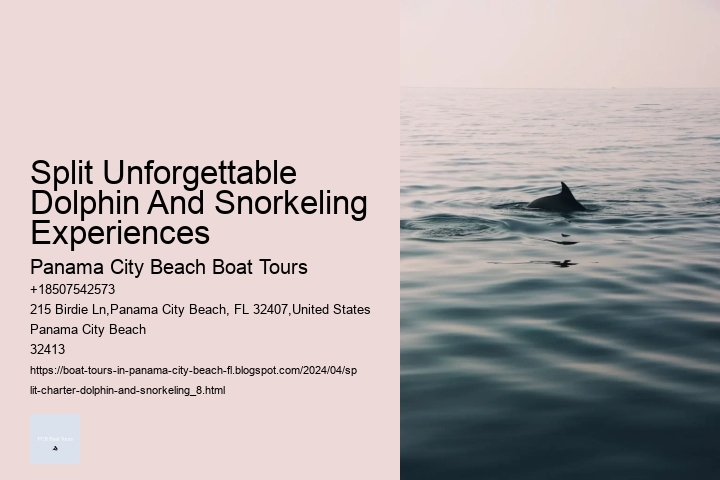 Split Unforgettable
Dolphin And Snorkeling
Experiences
Panama City Beach Boat Tours
+18507542573
215 Birdie Ln,Panama City Beach, FL 32407,United States
Panama City Beach
32413
https://boat-tours-in-panama-city-beach-fl.blogspot.com/2024/04/sp
lit-charter-dolphin-and-snorkeling_8.html